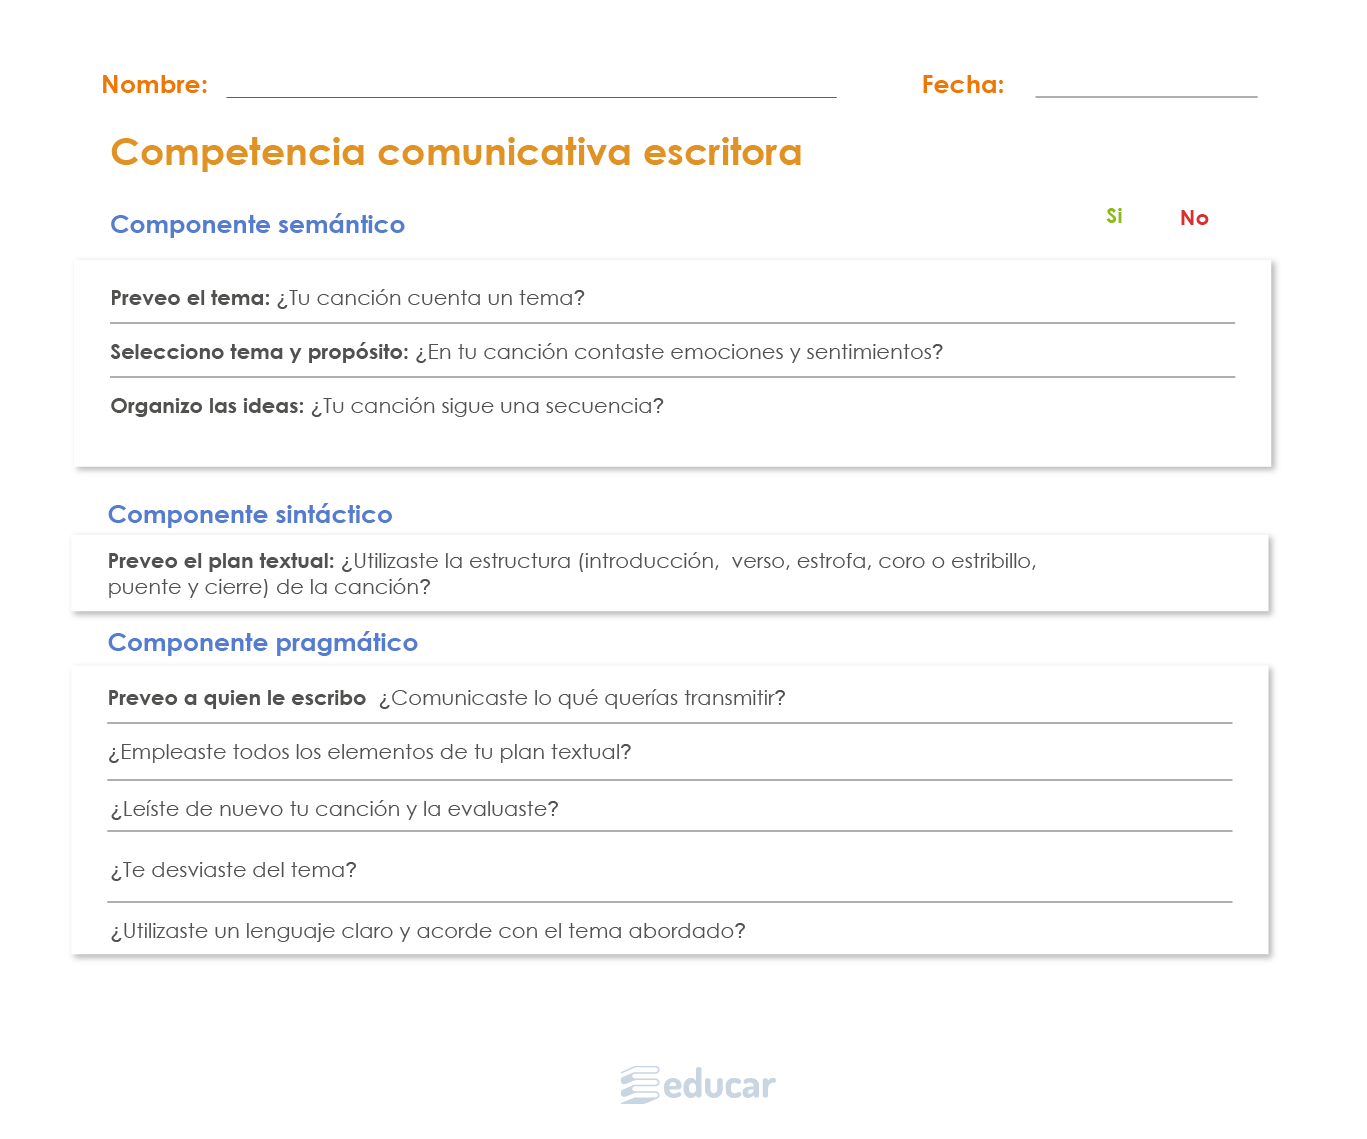 Nombre: Fecha:
Competencia comunicativa escritora
Componente semántico Si No
Preveo el tema: ¿Tu canción cuenta un tema?
Selecciono tema y propósito: ¿En tu canción contaste emociones y sentimientos?
Organizo las ideas: ¿Tu canción sigue una secuencia?
Componente sintáctico
Preveo el plan textual: ¿Utilizaste la estructura (introducción, verso, estrofa, coro o estribillo,
puente y cierre) de la canción?
Componente pragmático
Preveo a quien le escribo ¿Comunicaste lo qué querías transmitir?
¿Empleaste todos los elementos de tu plan textual?
¿Leíste de nuevo tu canción y la evaluaste?
¿Te desviaste del tema?
¿Utilizaste un lenguaje claro y acorde con el tema abordado?
educar